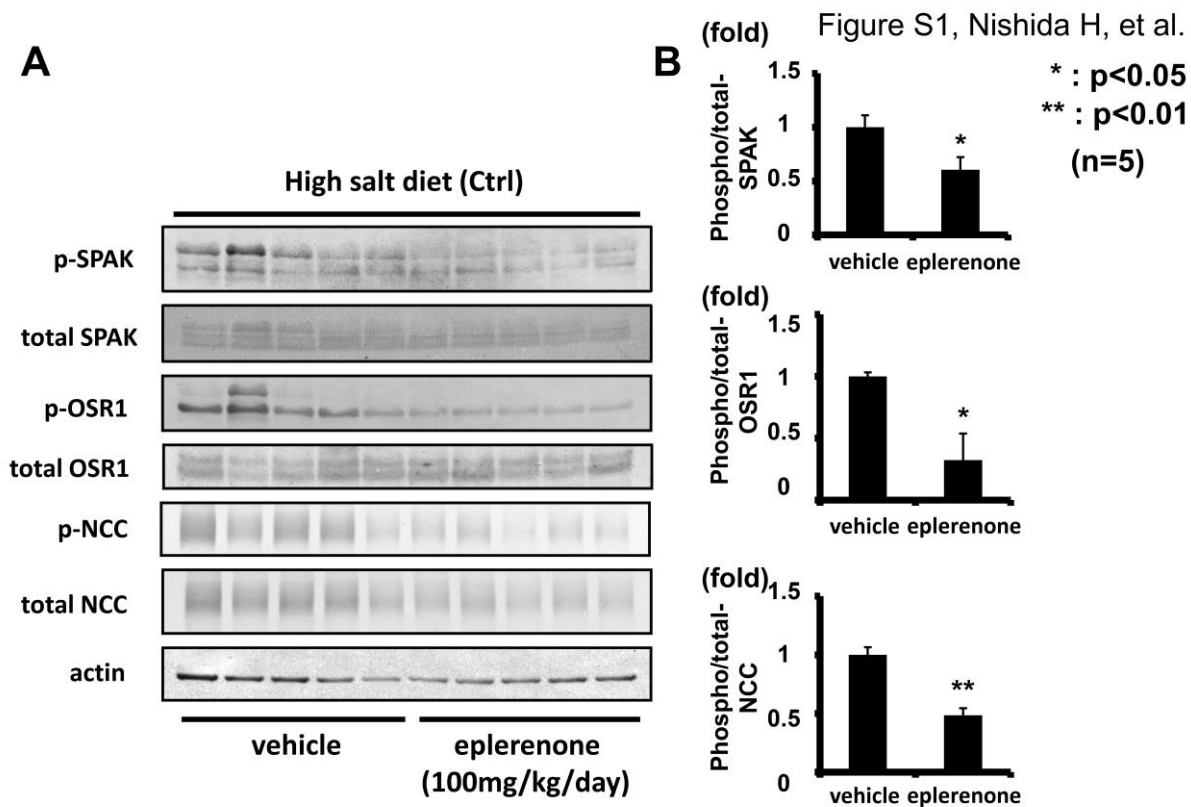 Figure S1, Nishida H, et al.
A
High salt diet (Ctrl)
p-SPAK
total SPAK
p-OSR1
total OSR1
p-NCC
total NCC
actin
vehicle
eplerenone
(100mg/kg/day)
B
* : p<0.05
** : p<0.01
(n=5)
(fold)
Phospho/total-
SPAK
1.5
1
0.5
0
*
vehicle eplerenone
(fold)
Phospho/total-
OSR1
1.5
1
0.5
0
*
vehicle eplerenone
(fold)
Phospho/total-
NCC
1.5
1
0.5
0
**
vehicle eplerenone